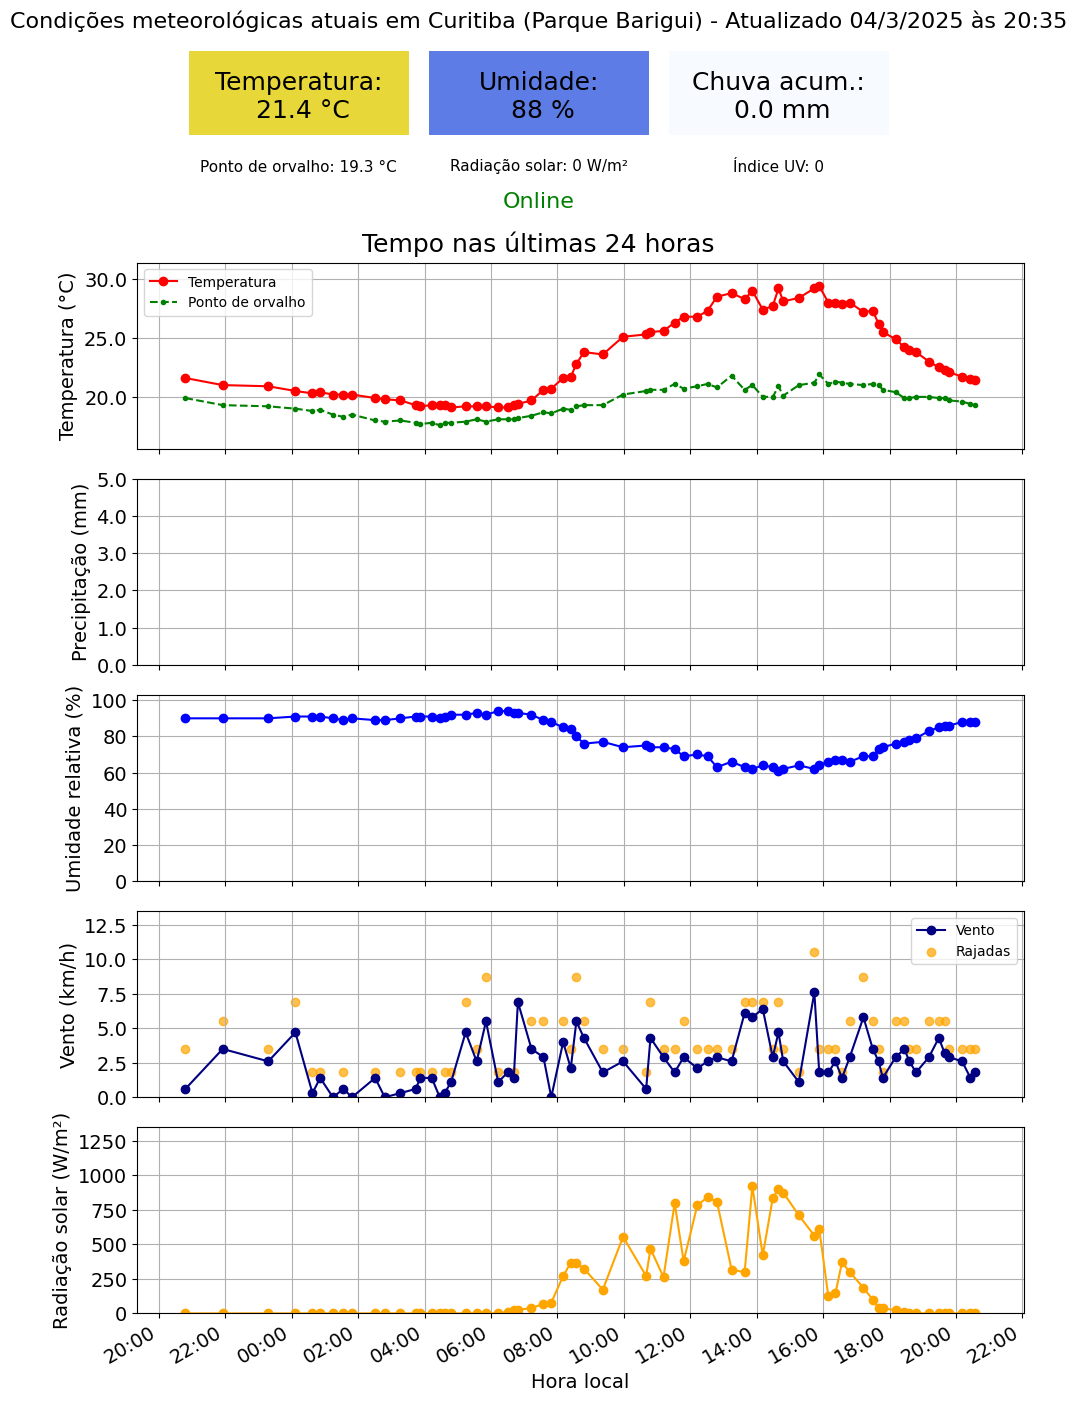 Condições meteorológicas atuais em Curitiba (Parque Barigui) - Atualizado 04/3/2025 às 20:35
Temperatura:
21.4 °C
Umidade:
88 %
Chuva acum.:
0.0 mm
Ponto de orvalho: 19.3 °C
Radiação solar: 0 W/m²
Índice UV: 0
Online
Tempo nas últimas 24 horas
Temperatura (°C)
30.0
25.0
20.0
Temperatura
Ponto de orvalho
Precipitação (mm)
5.0
4.0
3.0
2.0
1.0
0.0
Umidade relativa (%)
100
80
60
40
20
0
Vento (km/h)
12.5
10.0
7.5
5.0
2.5
0.0
Vento
Rajadas
Radiação solar (W/m²)
1250
1000
750
500
250
0
20:00
22:00
00:00
02:00
04:00
06:00
08:00
10:00
12:00
14:00
16:00
18:00
20:00
22:00
Hora local